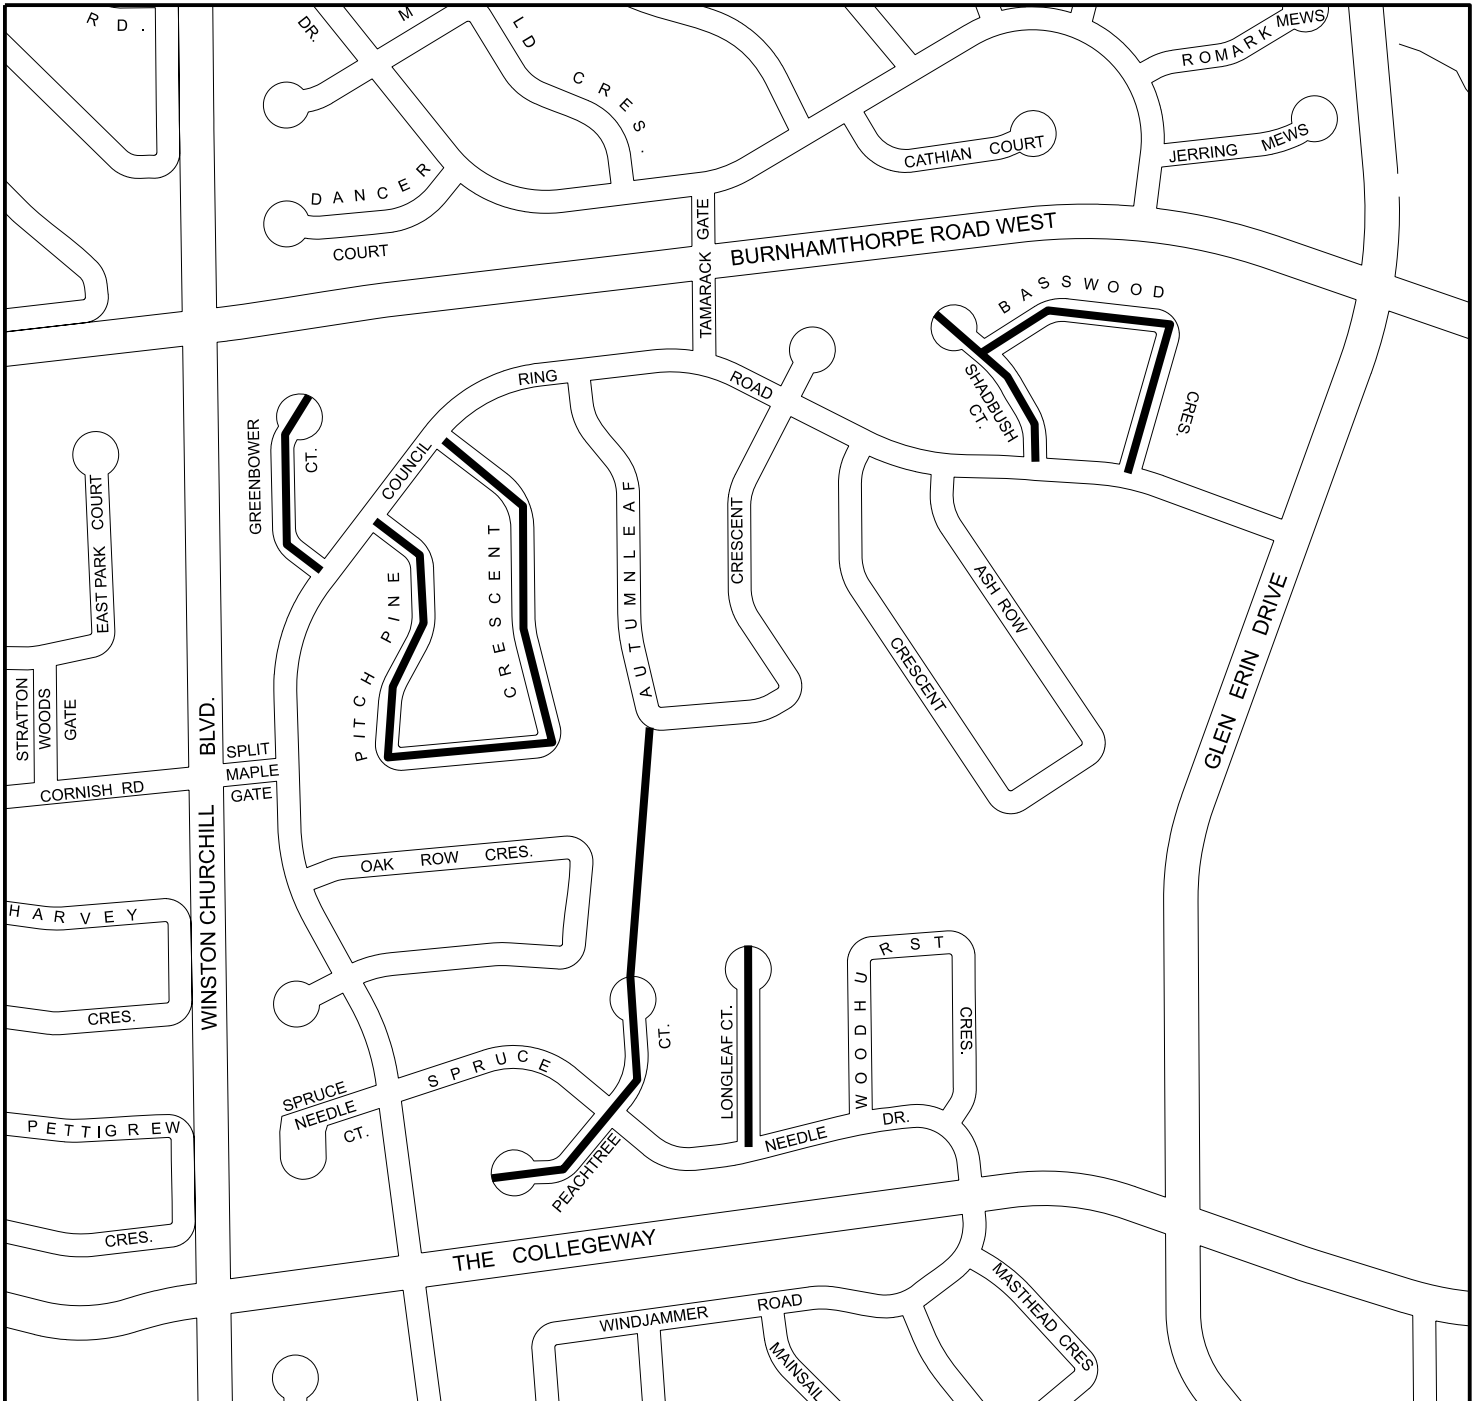 RD.
DR.
M
LD CRES.
ROMARK MEWS
CATHIAN COURT
JERRING MEWS
DANCER
COURT
TAMARACK GATE
BURNHAMTHORPE ROAD WEST
BASSWOOD
CRES.
SHADBUSH
CT.
RING
ROAD
COUNCIL
GREENBOWER
CT.
EAST PARK COURT
PITCH PINE
CRESCENT
AUTUMNLEAF
CRESCENT
ASH ROW
CRESCENT
GLEN ERIN DRIVE
STRATTON
WOODS
GATE
WINSTON CHURCHILL BLVD.
SPLIT
MAPLE
GATE
CORNISH RD
OAK ROW CRES.
HARVEY
CRES.
PETTIGREW
CRES.
SPRUCE
NEEDLE
CT.
SPRUCE
NEEDLE DR.
PEACHTREE
CT.
LONGLEAF CT.
WOODHURST
CRES.
THE COLLEGEWAY
WINDJAMMER ROAD
MAINSAIL
MASTHEAD CRES